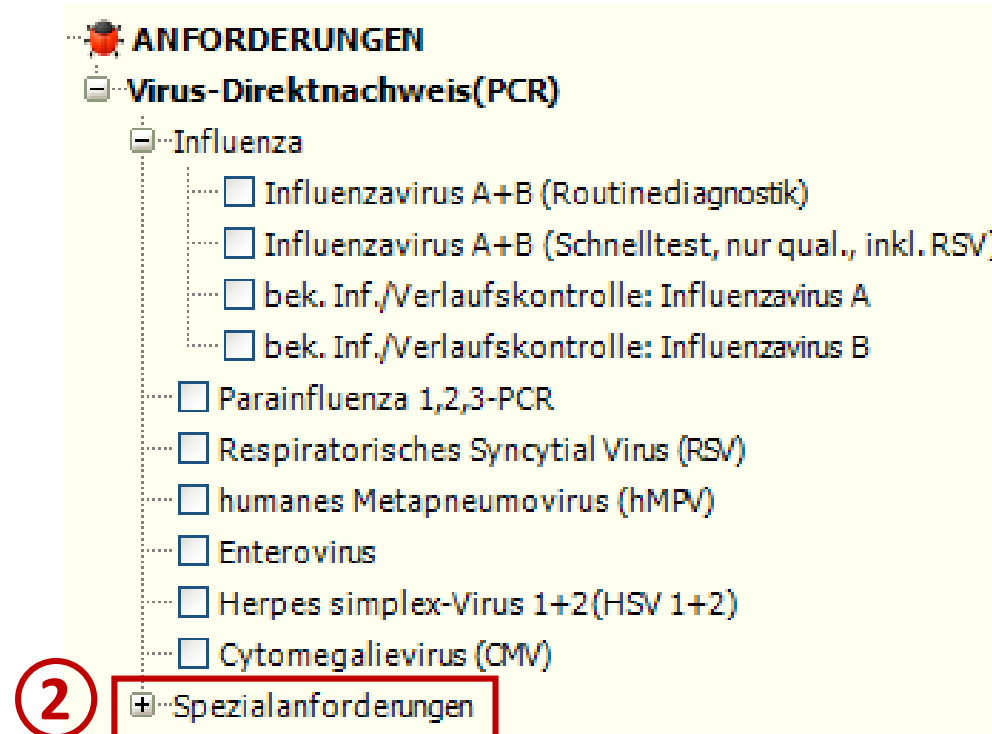 ANFORDERUNGEN
Virus-Direktnachweis(PCR)
Influenza
Influenzavirus A+B (Routinediagnostik)
Influenzavirus A+B (Schnelltest, nur qual., inkl. RSV)
bek. Inf./Verlaufskontrolle: Influenzavirus A
bek. Inf./Verlaufskontrolle: Influenzavirus B
Parainfluenza 1,2,3-PCR
Respiratorisches Syncytial Virus (RSV)
humanes Metapneumovirus (hMPV)
Enterovirus
Herpes simplex-Virus 1+2(HSV 1+2)
Cytomegalievirus (CMV)
2 Spezialanforderungen